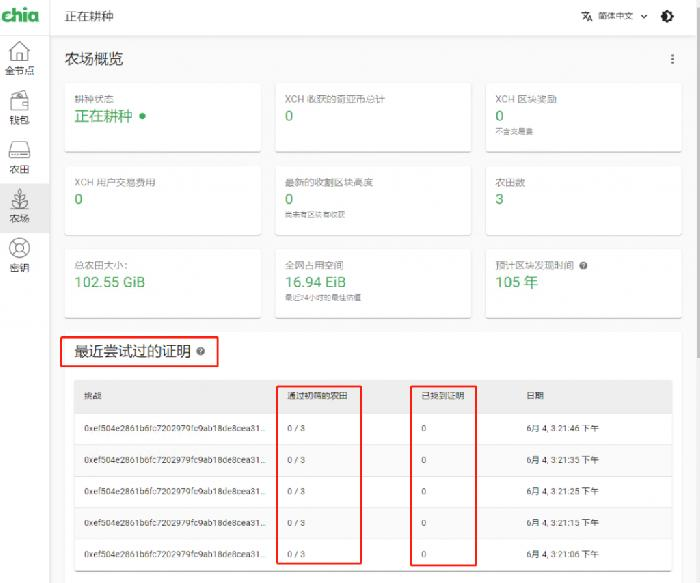 chia
正在耕种
简体中文
农场概览
全节点
钱包
农田
农场
密钥
耕种状态
正在耕种
XCH 收获的奇亚币总计
0
XCH 区块奖励
0
不含交易费
XCH 用户交易费用
0
最新的收割区块高度
0
尚未有区块有收获
农田数
3
总农田大小:
102.55 GiB
全网占用空间
16.94 EiB
最近24小时的最佳估值
预计区块发现时间
105 年
最近尝试过的证明
挑战 通过初筛的农田 已找到证明 日期
0xef504e2861b6fc7202979fc9ab18de8cea31... 0 / 3 0 6月 4, 3:21:46 下午
0xef504e2861b6fc7202979fc9ab18de8cea31... 0 / 3 0 6月 4, 3:21:35 下午
0xef504e2861b6fc7202979fc9ab18de8cea31... 0 / 3 0 6月 4, 3:21:25 下午
0xef504e2861b6fc7202979fc9ab18de8cea31... 0 / 3 0 6月 4, 3:21:15 下午
0xef504e2861b6fc7202979fc9ab18de8cea31... 0 / 3 0 6月 4, 3:21:06 下午